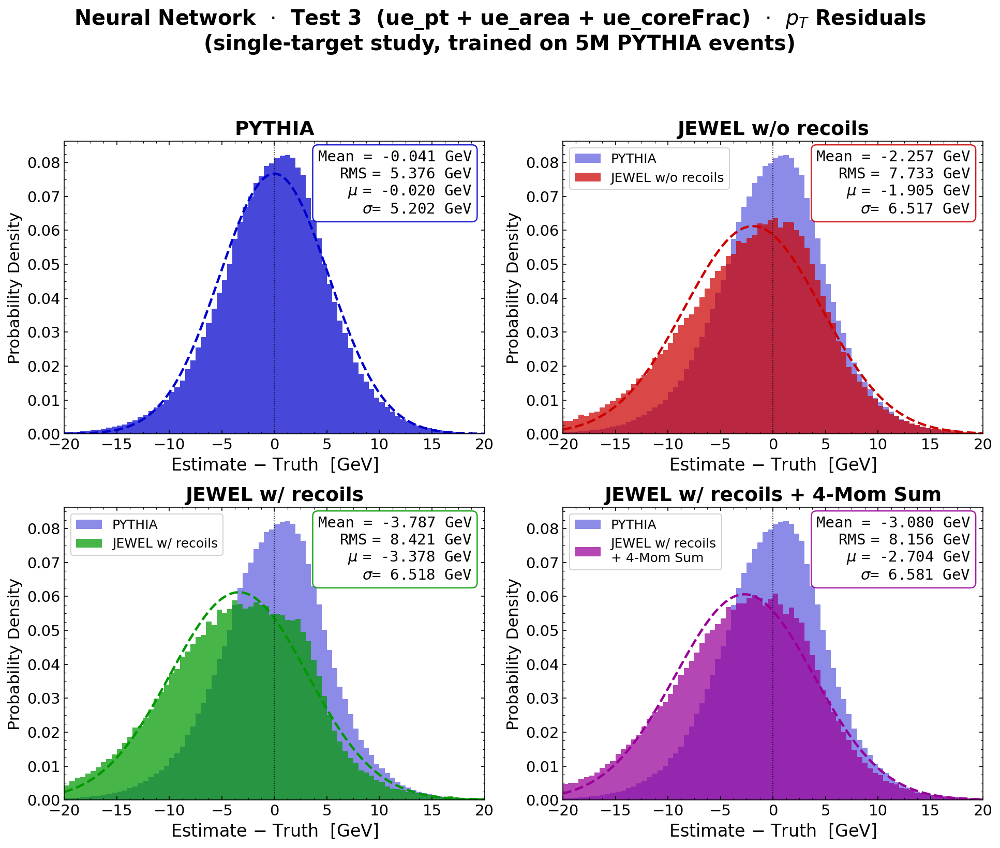 Neural Network · Test 3 (ue_pt + ue_area + ue_coreFrac) · p_T Residuals
(single-target study, trained on 5M PYTHIA events)
PYTHIA
Probability Density
0.08
0.07
0.06
0.05
0.04
0.03
0.02
0.01
0.00
Mean = -0.041 GeV
RMS = 5.376 GeV
μ = -0.020 GeV
σ= 5.202 GeV
−20 −15 −10 −5 0 5 10 15 20
Estimate − Truth [GeV]
JEWEL w/o recoils
Probability Density
0.08
0.07
0.06
0.05
0.04
0.03
0.02
0.01
0.00
PYTHIA
JEWEL w/o recoils
Mean = -2.257 GeV
RMS = 7.733 GeV
μ = -1.905 GeV
σ= 6.517 GeV
−20 −15 −10 −5 0 5 10 15 20
Estimate − Truth [GeV]
JEWEL w/ recoils
Probability Density
0.08
0.07
0.06
0.05
0.04
0.03
0.02
0.01
0.00
PYTHIA
JEWEL w/ recoils
Mean = -3.787 GeV
RMS = 8.421 GeV
μ = -3.378 GeV
σ= 6.518 GeV
−20 −15 −10 −5 0 5 10 15 20
Estimate − Truth [GeV]
JEWEL w/ recoils + 4-Mom Sum
Probability Density
0.08
0.07
0.06
0.05
0.04
0.03
0.02
0.01
0.00
PYTHIA
JEWEL w/ recoils
+ 4-Mom Sum
Mean = -3.080 GeV
RMS = 8.156 GeV
μ = -2.704 GeV
σ= 6.581 GeV
−20 −15 −10 −5 0 5 10 15 20
Estimate − Truth [GeV]